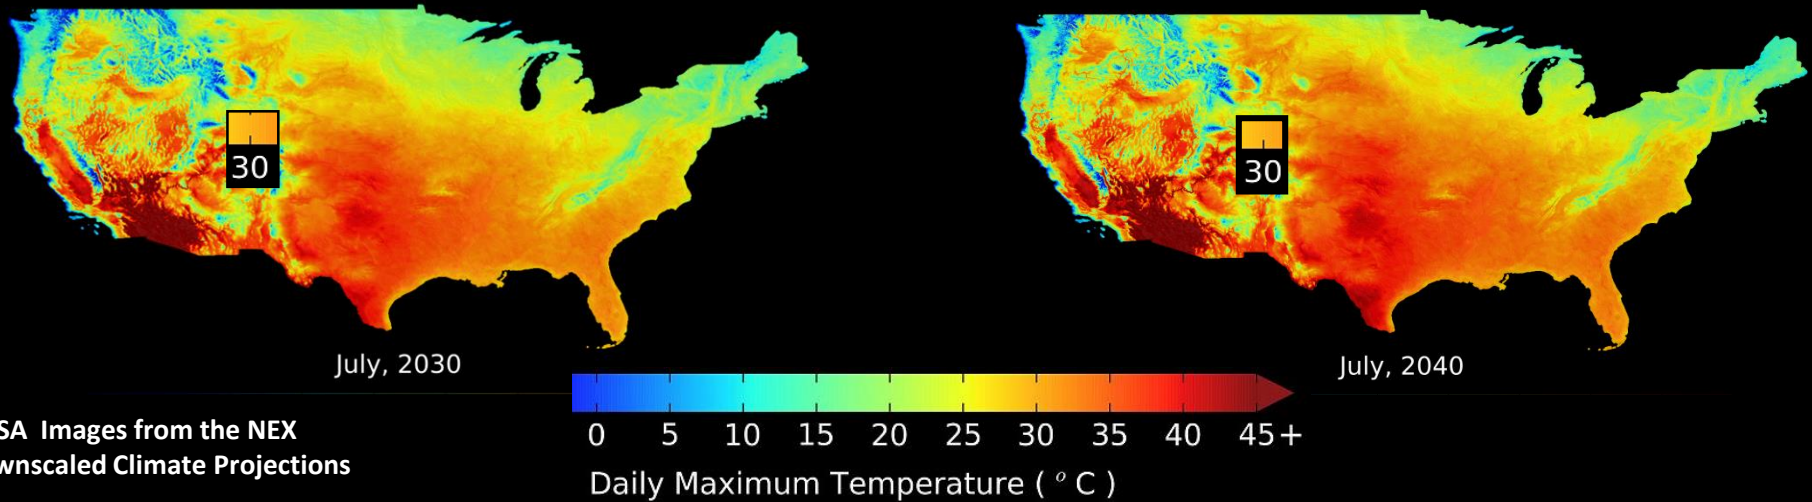 30
30
July, 2030
July, 2040
SA Images from the NEX
wnscaled Climate Projections
0 5 10 15 20 25 30 35 40 45+
Daily Maximum Temperature ( ° C )